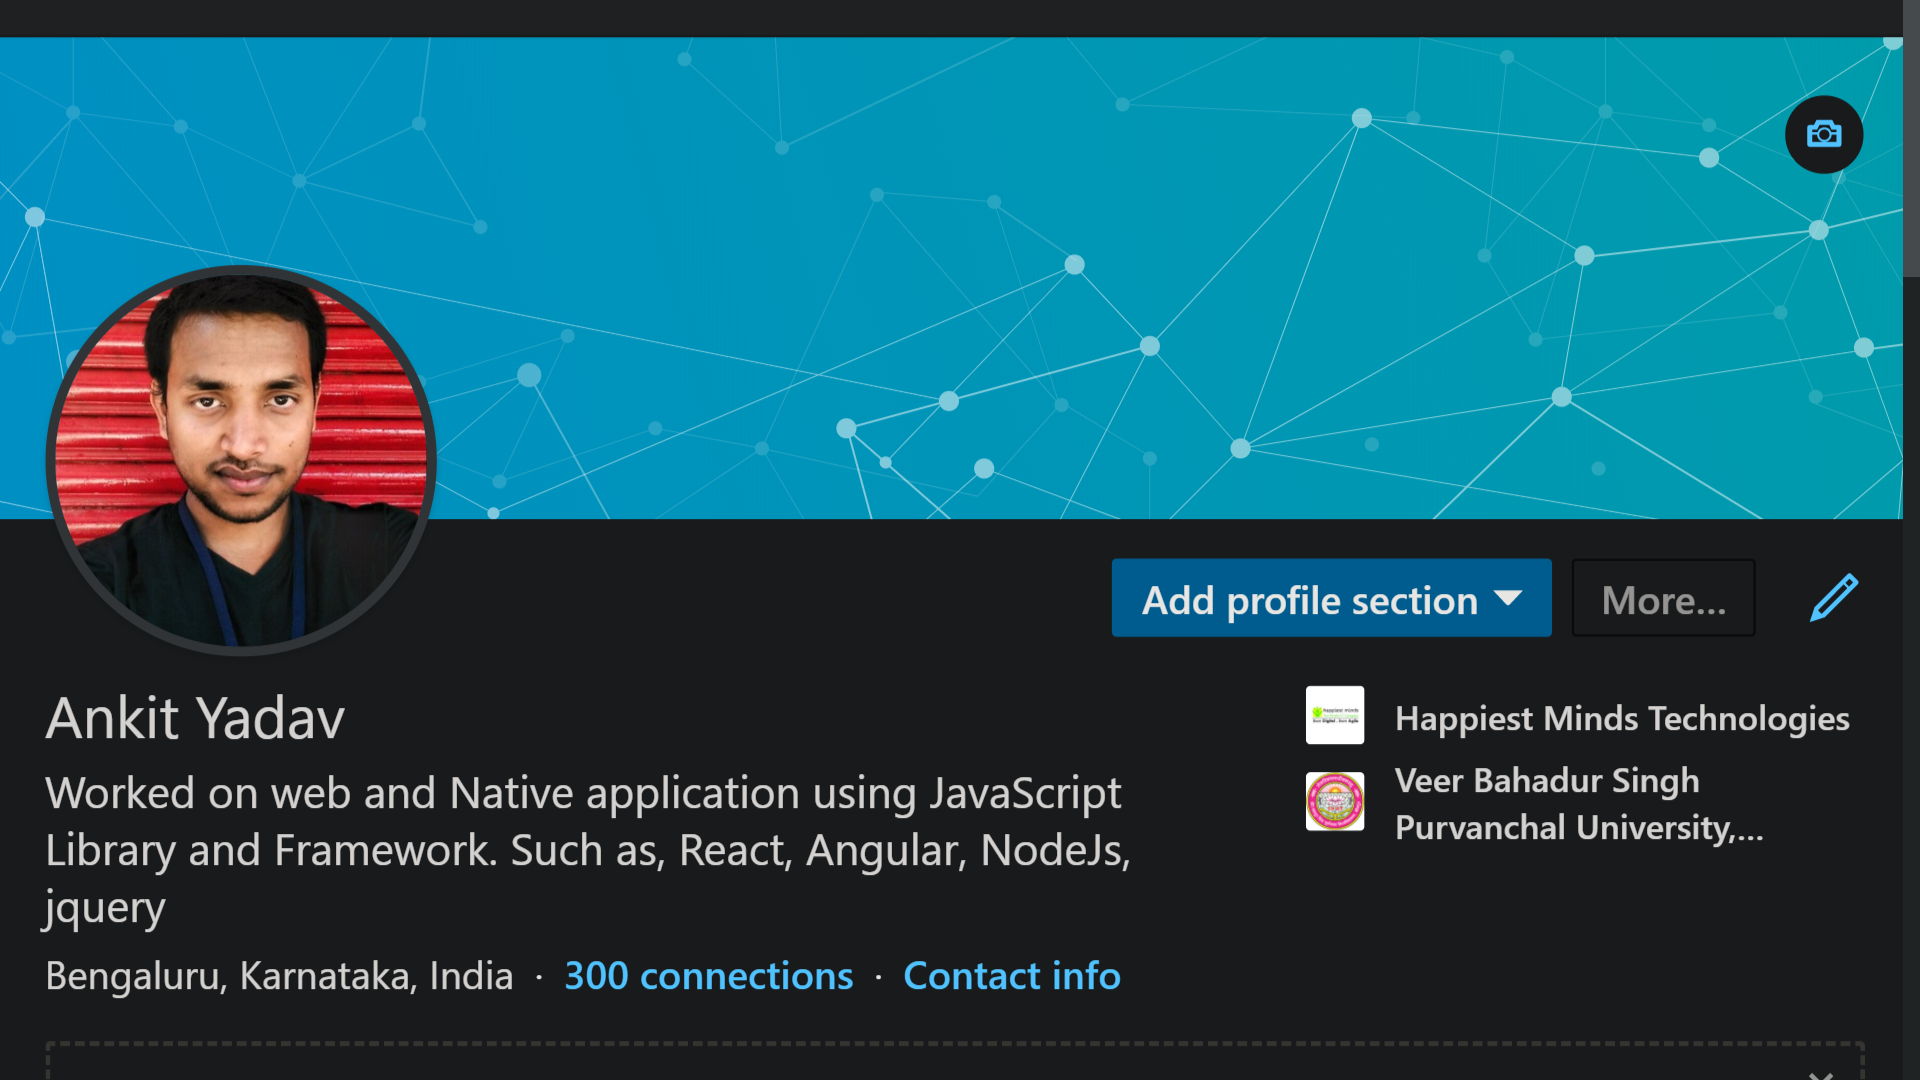 Add profile section
More...
Ankit Yadav
Worked on web and Native application using JavaScript
Library and Framework. Such as, React, Angular, NodeJs,
jquery
Bengaluru, Karnataka, India · 300 connections · Contact info
happiest minds
Happiest Minds Technologies
Veer Bahadur Singh
Purvanchal University,...